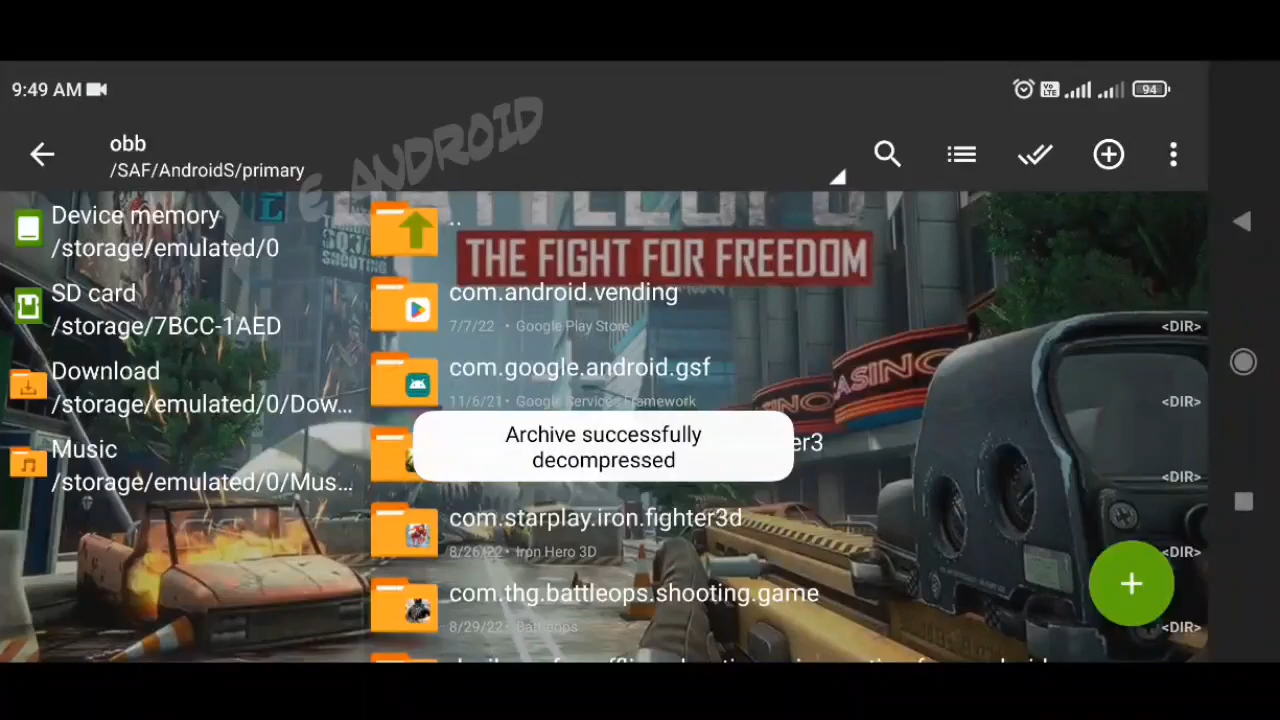 9:49 AM
VoLTE
94
obb
/SAF/AndroidS/primary
E ANDROID
Device memory
/storage/emulated/0
SD card
/storage/7BCC-1AED
Download
/storage/emulated/0/Dow...
Music
/storage/emulated/0/Mus...
..
THE FIGHT FOR FREEDOM
com.android.vending
7/7/22 • Google Play Store
<DIR>
com.google.android.gsf
11/6/21 • Google Services Framework
<DIR>
CASINO
Archive successfully
decompressed
er3
<DIR>
com.starplay.iron.fighter3d
8/26/22 • Iron Hero 3D
<DIR>
com.thg.battleops.shooting.game
8/29/22 • Battleops
<DIR>